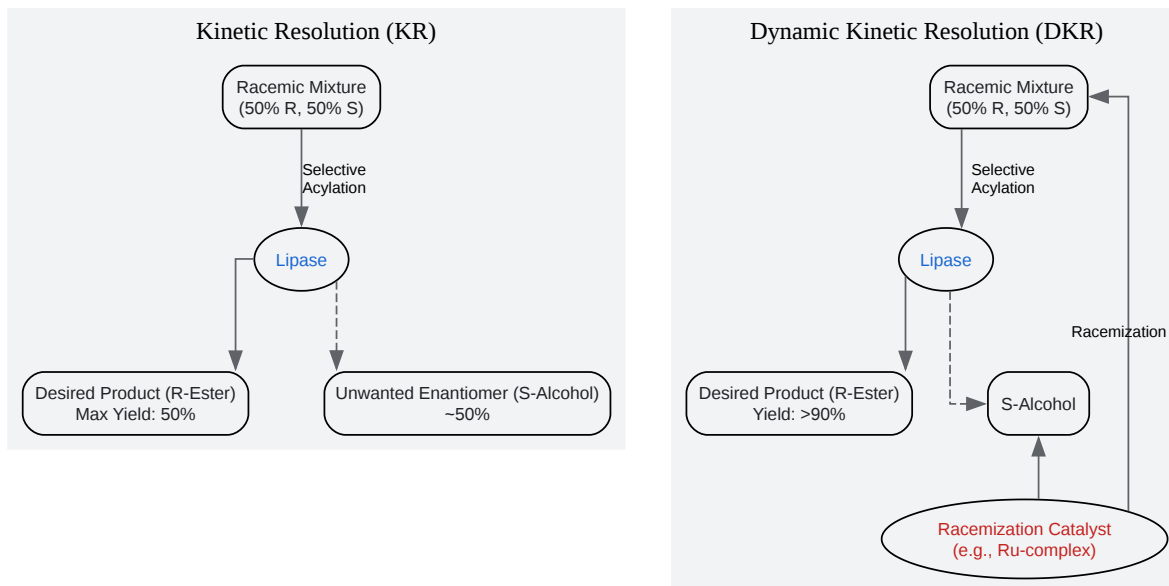 Kinetic Resolution (KR)
Racemic Mixture
(50% R, 50% S)
Selective
Acylation
Lipase
Desired Product (R-Ester)
Max Yield: 50%
Unwanted Enantiomer (S-Alcohol)
~50%
Dynamic Kinetic Resolution (DKR)
Racemic Mixture
(50% R, 50% S)
Selective
Acylation
Lipase
Racemization
Desired Product (R-Ester)
Yield: >90%
S-Alcohol
Racemization Catalyst
(e.g., Ru-complex)